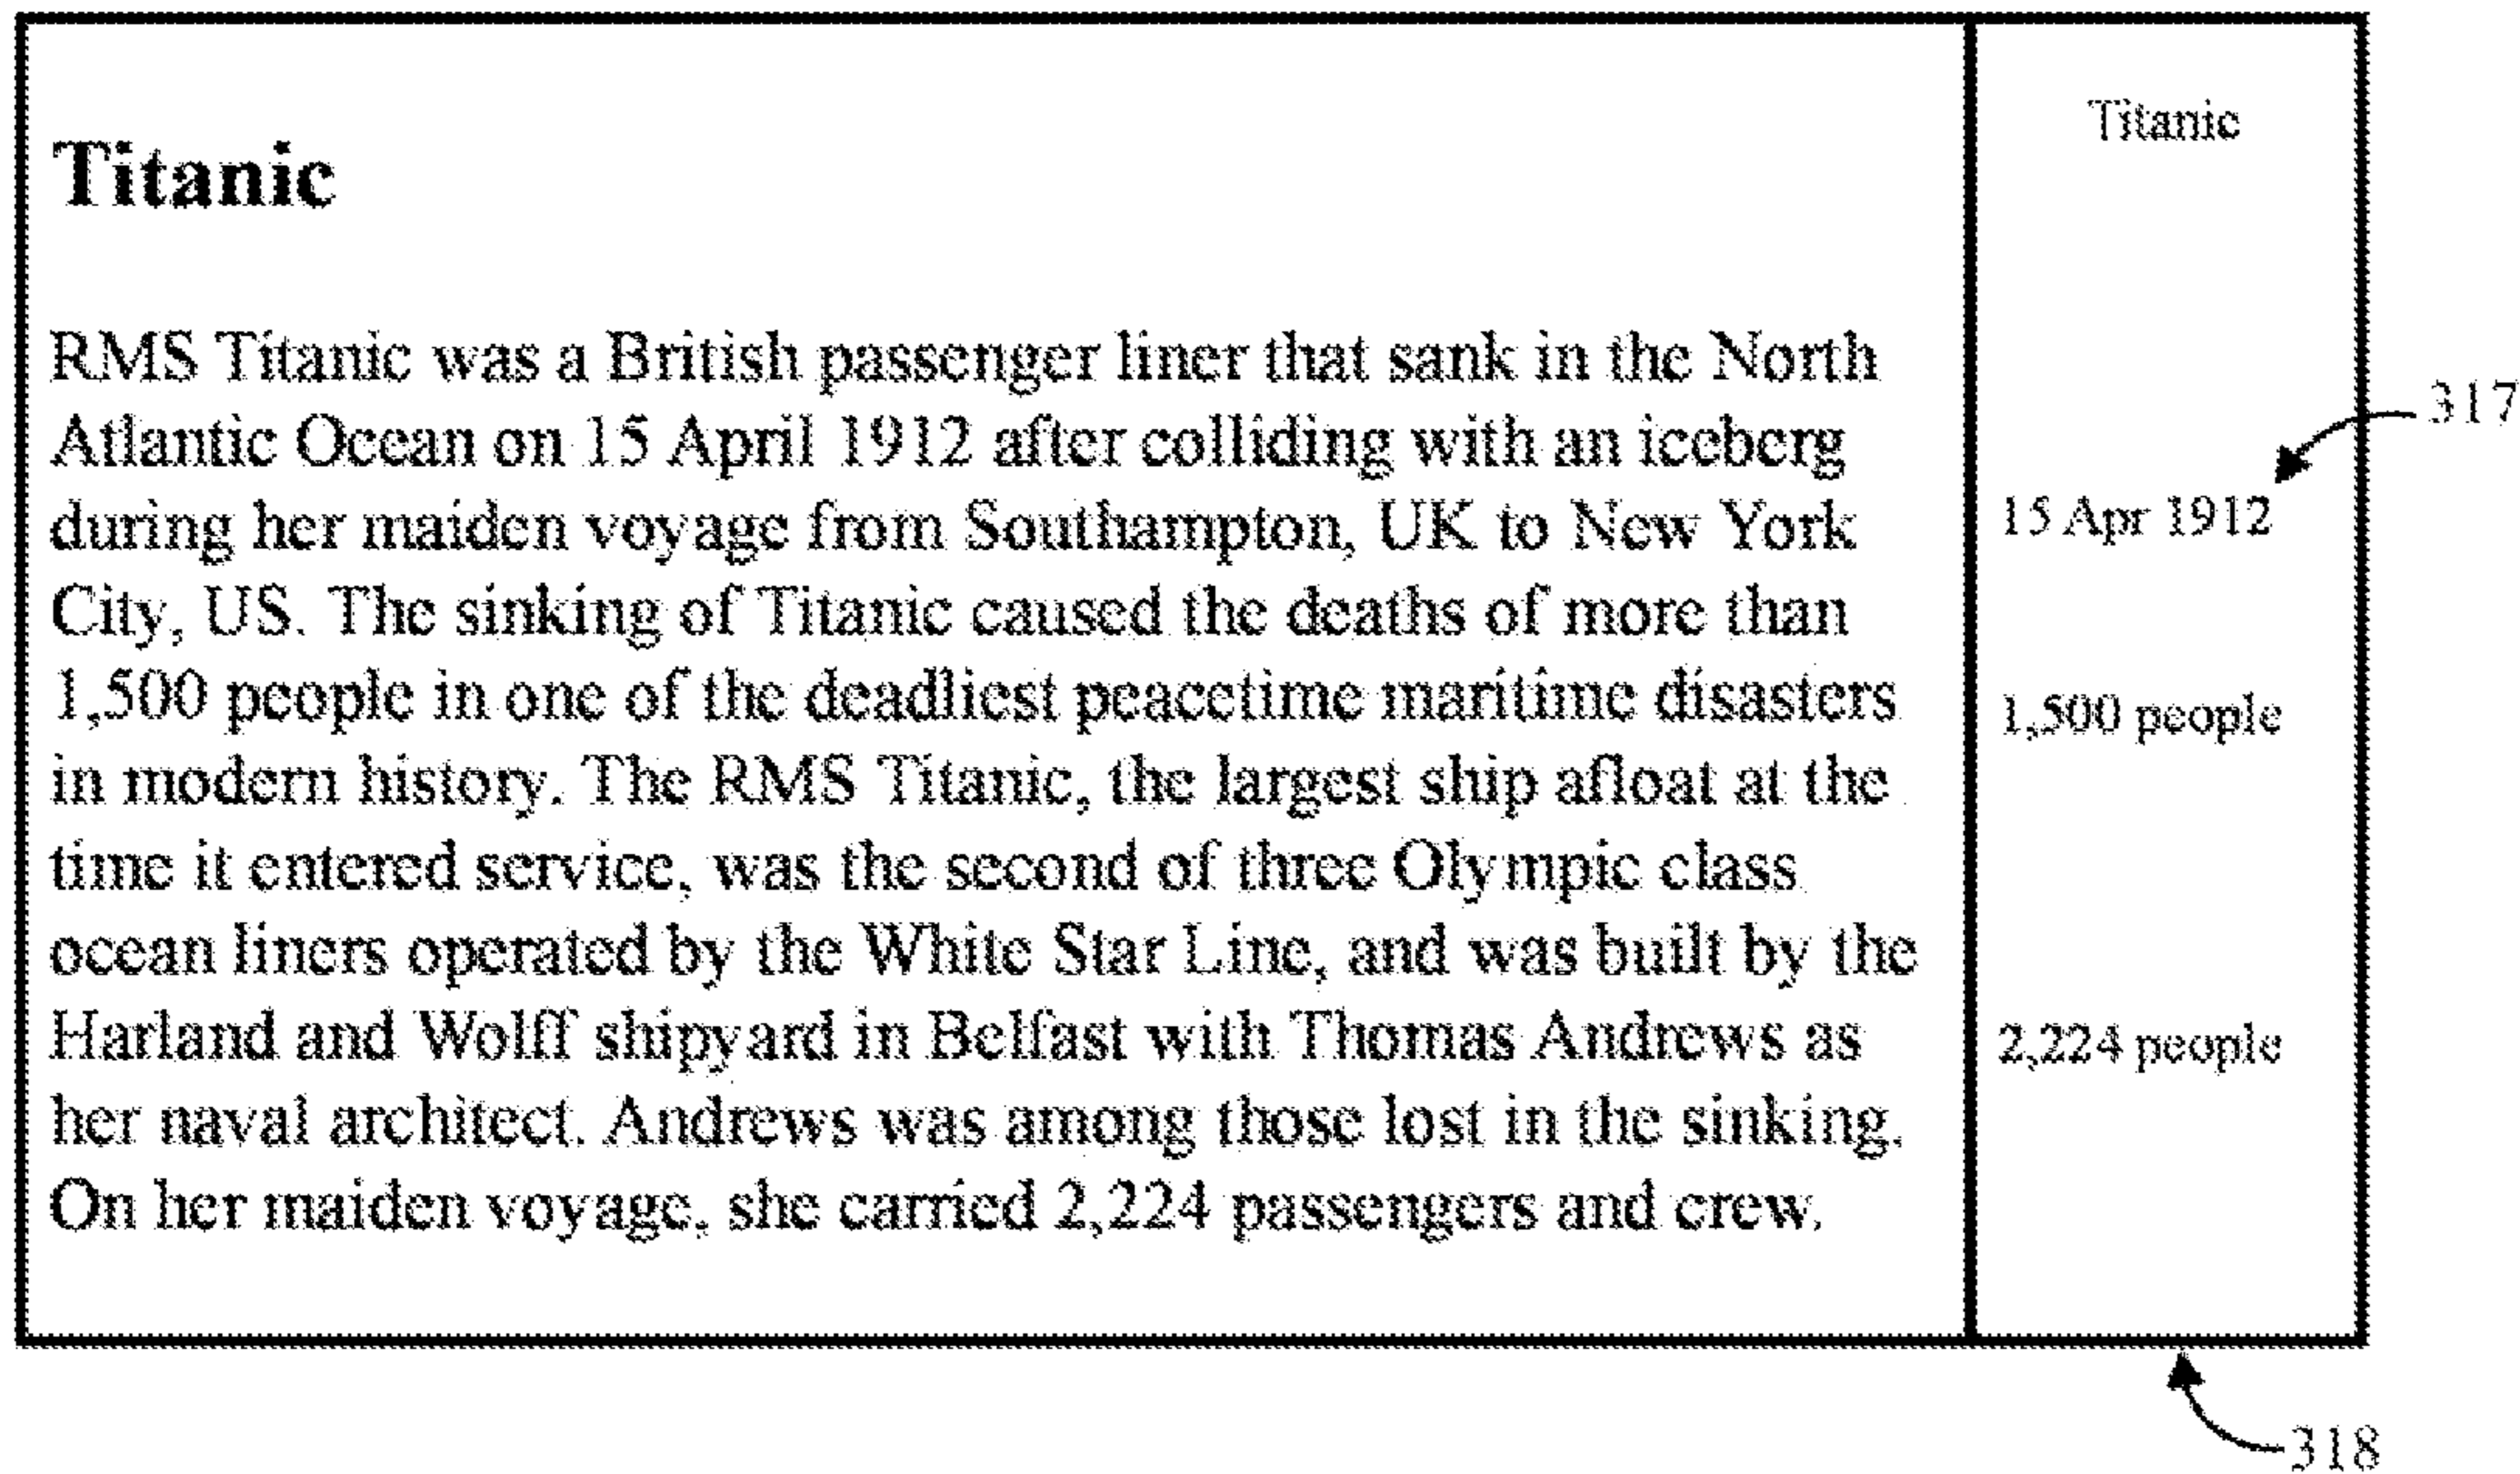 Titanic
RMS Titanic was a British passenger liner that sank in the North
Atlantic Ocean on 15 April 1912 after colliding with an iceberg
during her maiden voyage from Southampton, UK to New York
City, US. The sinking of Titanic caused the deaths of more than
1,500 people in one of the deadliest peacetime maritime disasters
in modern history. The RMS Titanic, the largest ship afloat at the
time it entered service, was the second of three Olympic class
ocean liners operated by the White Star Line, and was built by the
Harland and Wolff shipyard in Belfast with Thomas Andrews as
her naval architect. Andrews was among those lost in the sinking.
On her maiden voyage, she carried 2,224 passengers and crew.
Titanic
15 Apr 1912
1,500 people
2,224 people
317
318